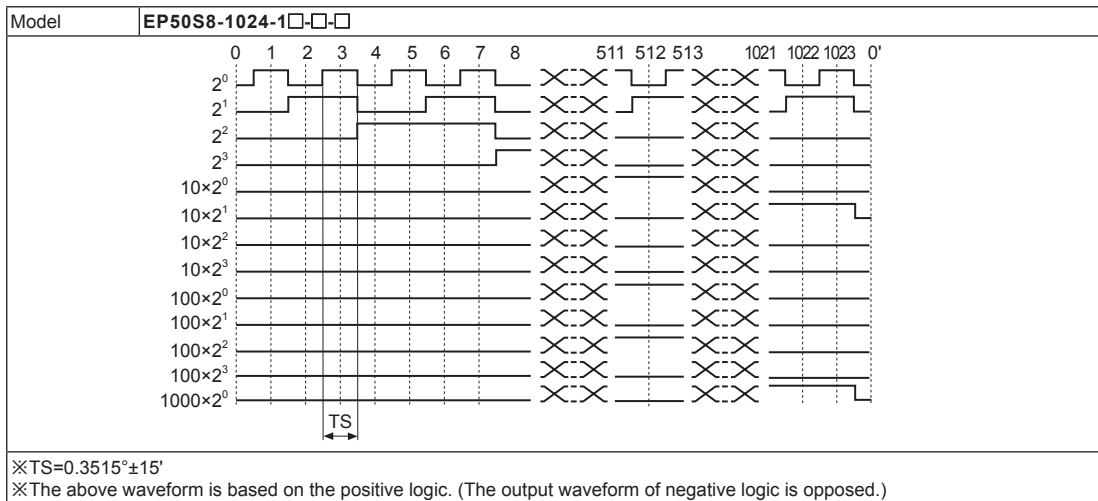 Model EP50S8-1024-1□-□-□
0 1 2 3 4 5 6 7 8 511 512 513 1021 1022 1023 0'
2⁰
2¹
2²
2³
10×2⁰
10×2¹
10×2²
10×2³
100×2⁰
100×2¹
100×2²
100×2³
1000×2⁰
TS
※TS=0.3515°±15'
※The above waveform is based on the positive logic. (The output waveform of negative logic is opposed.)